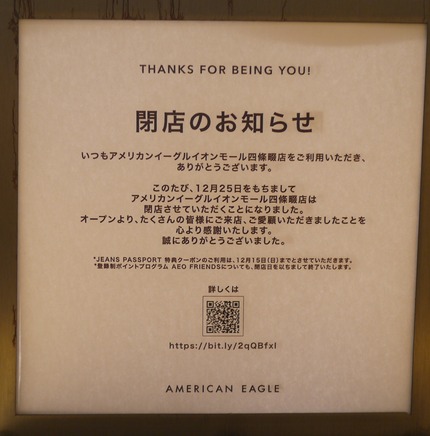 THANKS FOR BEING YOU!
閉店のお知らせ
いつもアメリカンイーグルイオンモール四條畷店をご利用いただき、
ありがとうございます。
このたび、12月25日をもちまして
アメリカンイーグルイオンモール四條畷店は
閉店させていただくことになりました。
オープンより、たくさんの皆様にご来店、ご愛顧いただきましたことを
心より感謝いたします。
誠にありがとうございました。
*JEANS PASSPORT 特典クーポンのご利用は、12月15日(日)までとさせていただきます。
*登録制ポイントプログラム AEO FRIENDSについても、閉店日を以ちまして終了いたします。
詳しくは
https://bit.ly/2qQBfxI
AMERICAN EAGLE